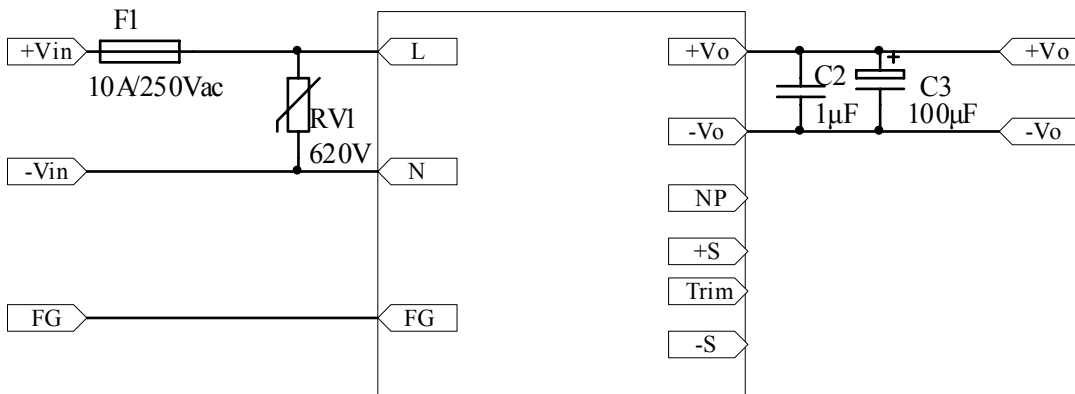 F1
+Vin
L
+Vo
+Vo
10A/250Vac
C2
+
C3
RV1
1μF
100μF
-Vo
-Vo
620V
-Vin
N
NP
+S
Trim
FG
FG
-S